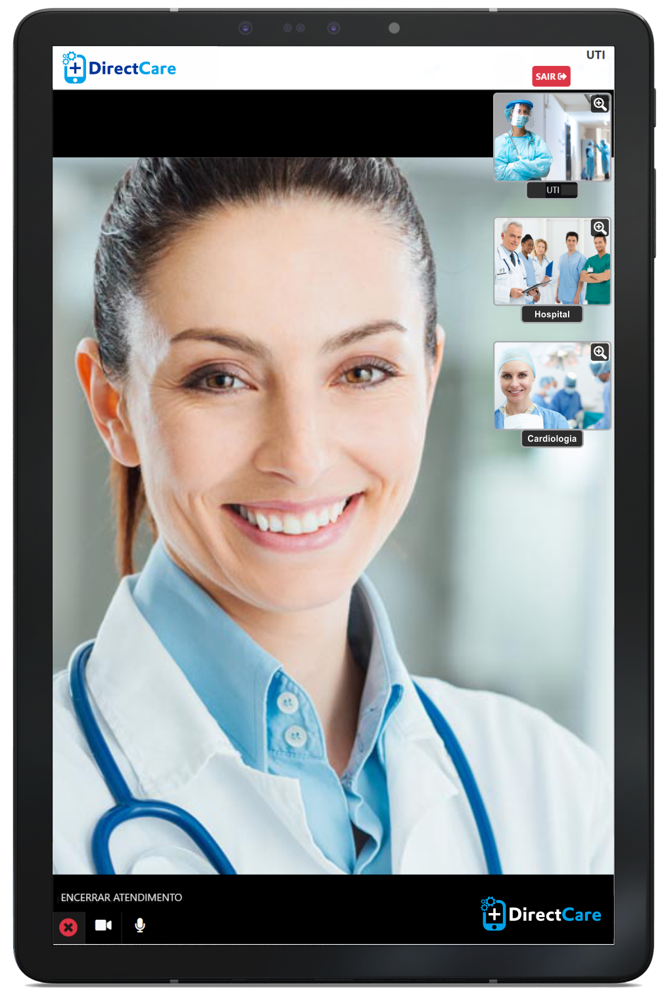 DirectCare
UTI
SAIR
UTI
Hospital
Cardiologia
ENCERRAR ATENDIMENTO
DirectCare